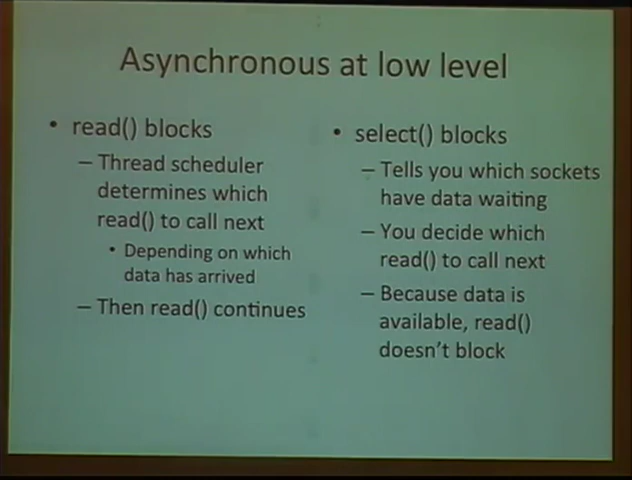 Asynchronous at low level
• read() blocks
– Thread scheduler
determines which
read() to call next
• Depending on which
data has arrived
– Then read() continues
• select() blocks
– Tells you which sockets
have data waiting
– You decide which
read() to call next
– Because data is
available, read()
doesn't block